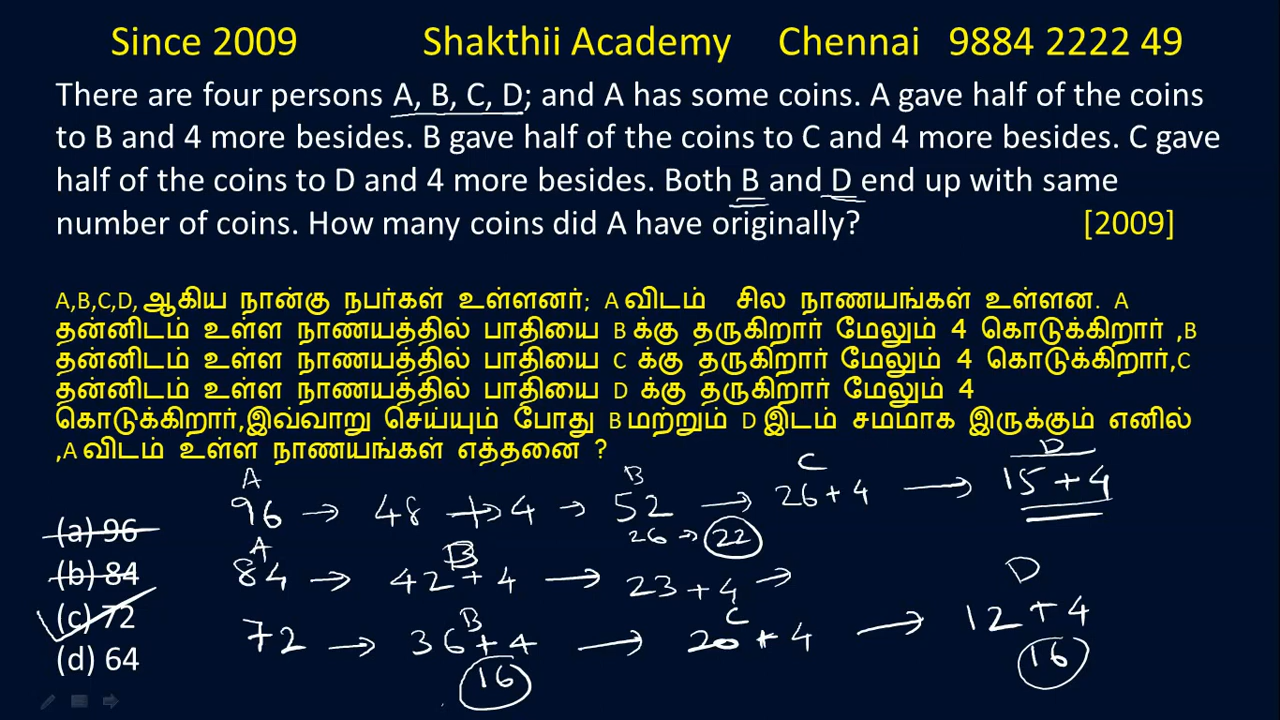 Since 2009 Shakthii Academy Chennai 9884 2222 49
There are four persons A, B, C, D; and A has some coins. A gave half of the coins
to B and 4 more besides. B gave half of the coins to C and 4 more besides. C gave
half of the coins to D and 4 more besides. Both B and D end up with same
number of coins. How many coins did A have originally? [2009]
A,B,C,D, ஆகிய நான்கு நபர்கள் உள்ளனர்; A விடம் சில நாணயங்கள் உள்ளன. A
தன்னிடம் உள்ள நாணயத்தில் பாதியை B க்கு தருகிறார் மேலும் 4 கொடுக்கிறார் ,B
தன்னிடம் உள்ள நாணயத்தில் பாதியை C க்கு தருகிறார் மேலும் 4 கொடுக்கிறார்,C
தன்னிடம் உள்ள நாணயத்தில் பாதியை D க்கு தருகிறார் மேலும் 4
கொடுக்கிறார்,இவ்வாறு செய்யும் போது B மற்றும் D இடம் சமமாக இருக்கும் எனில்
,A விடம் உள்ள நாணயங்கள் எத்தனை ?
A B C D
96 → 48 + 4 → 52 → 26 + 4 → 15 + 4
(a) 96 26 → 22
A B
(b) 84 84 → 42 + 4 → 23 + 4 →
B C D
(c) 72 72 → 36 + 4 → 20 + 4 → 12 + 4
(d) 64 16 16